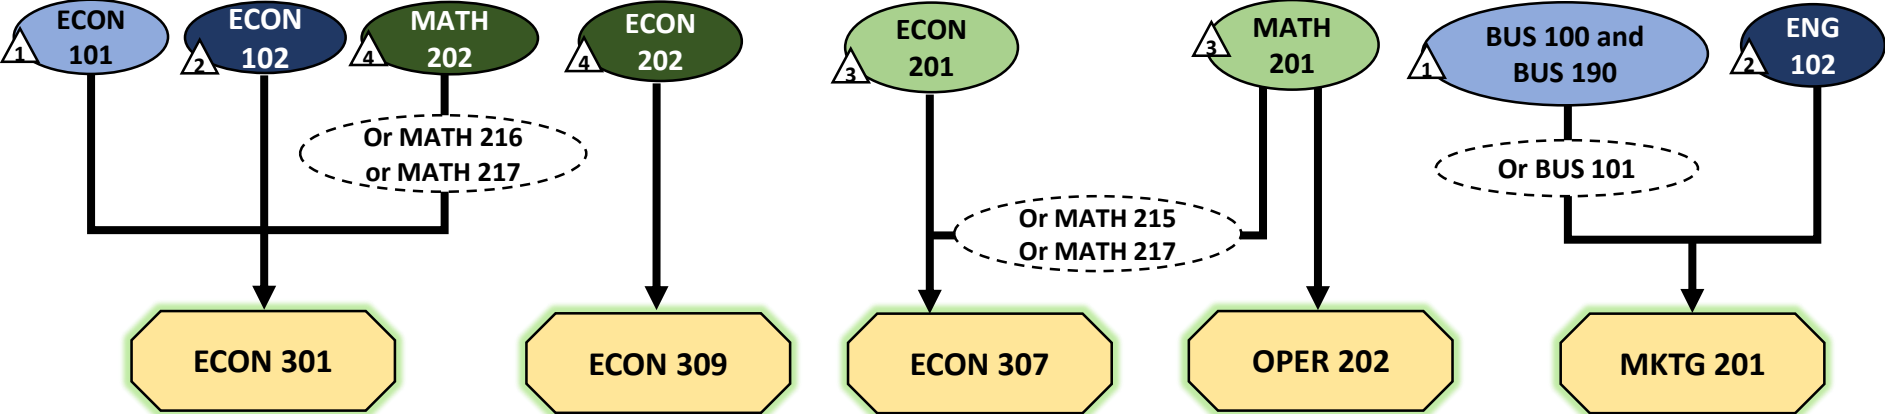 1
ECON
101
2
ECON
102
4
MATH
202
4
ECON
202
3
ECON
201
3
MATH
201
1
BUS 100 and
BUS 190
2
ENG
102
Or MATH 216
or MATH 217
Or MATH 215
Or MATH 217
Or BUS 101
ECON 301
ECON 309
ECON 307
OPER 202
MKTG 201